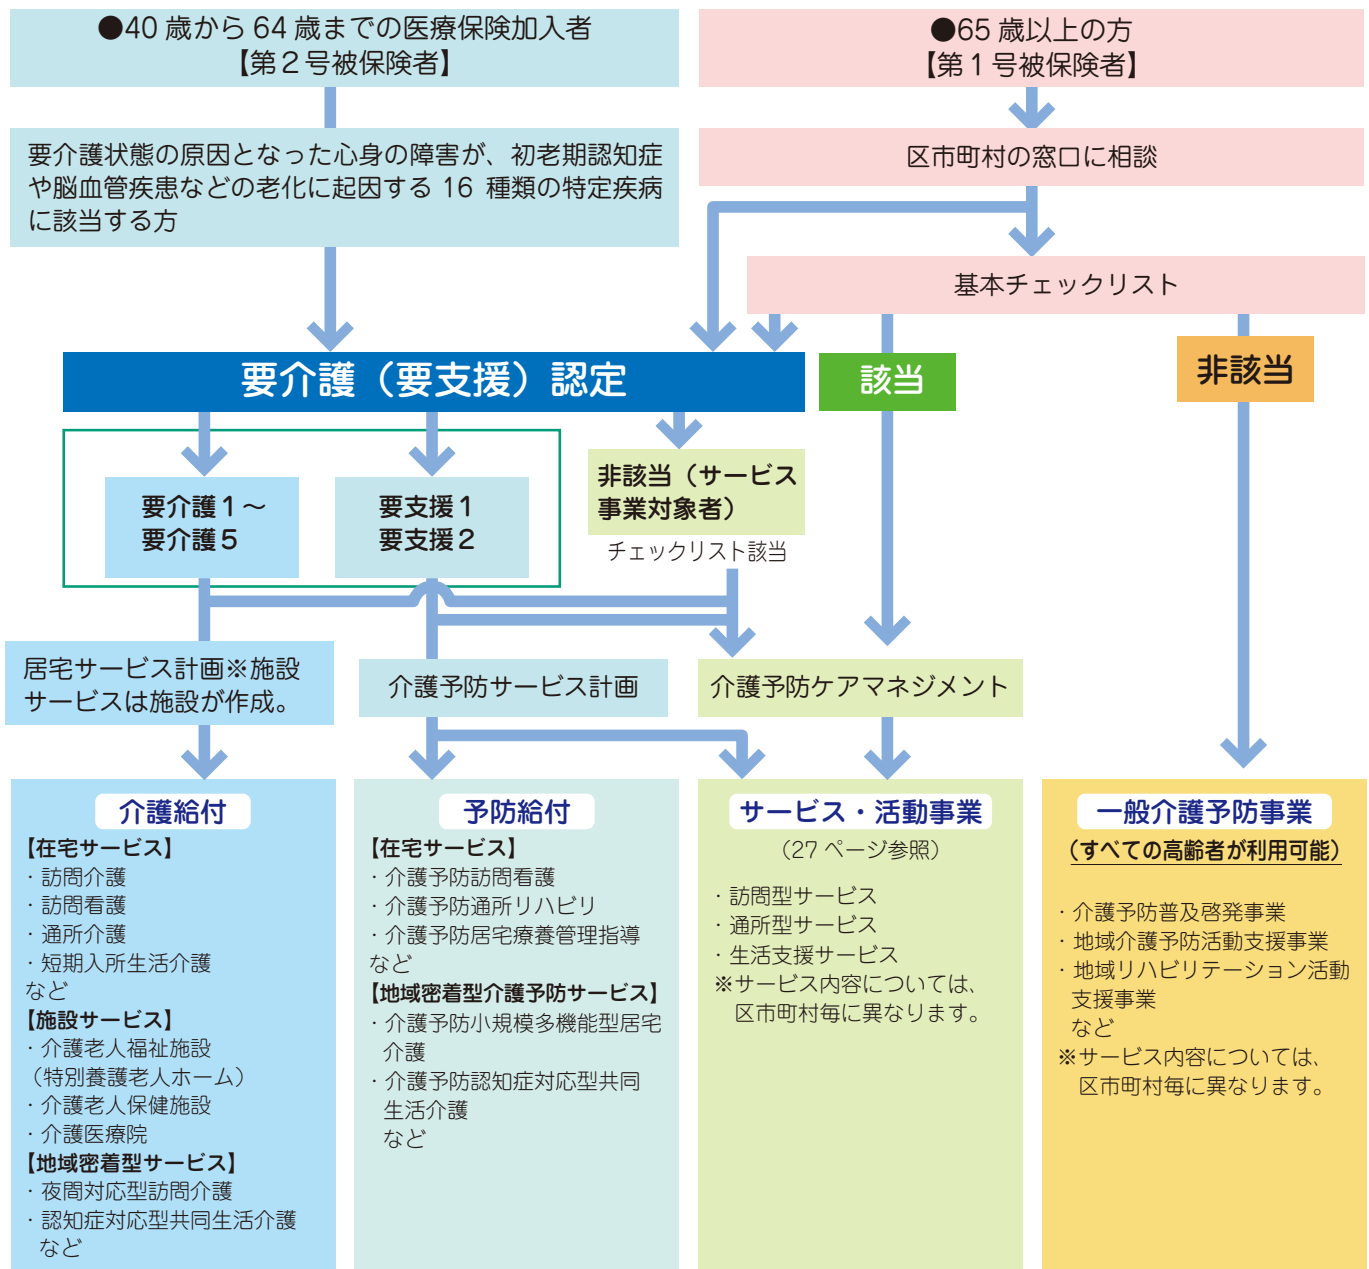 ●40歳から64歳までの医療保険加入者
【第2号被保険者】
●65歳以上の方
【第1号被保険者】
要介護状態の原因となった心身の障害が、初老期認知症
や脳血管疾患などの老化に起因する 16 種類の特定疾病
に該当する方
区市町村の窓口に相談
基本チェックリスト
要介護（要支援）認定
該当
非該当
要介護1～
要介護5
要支援1
要支援2
非該当（サービス
事業対象者）
チェックリスト該当
居宅サービス計画※施設
サービスは施設が作成。
介護予防サービス計画
介護予防ケアマネジメント
介護給付
【在宅サービス】
・訪問介護
・訪問看護
・通所介護
・短期入所生活介護
など
【施設サービス】
・介護老人福祉施設
（特別養護老人ホーム）
・介護老人保健施設
・介護医療院
【地域密着型サービス】
・夜間対応型訪問介護
・認知症対応型共同生活介護
など
予防給付
【在宅サービス】
・介護予防訪問看護
・介護予防通所リハビリ
・介護予防居宅療養管理指導
など
【地域密着型介護予防サービス】
・介護予防小規模多機能型居宅
介護
・介護予防認知症対応型共同
生活介護
など
サービス・活動事業
（27ページ参照）
・訪問型サービス
・通所型サービス
・生活支援サービス
※サービス内容については、
区市町村毎に異なります。
一般介護予防事業
（すべての高齢者が利用可能）
・介護予防普及啓発事業
・地域介護予防活動支援事業
・地域リハビリテーション活動
支援事業
など
※サービス内容については、
区市町村毎に異なります。